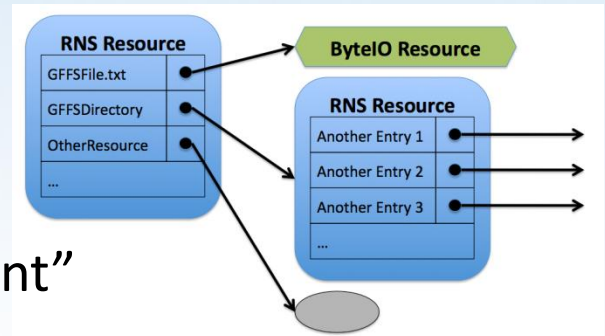 RNS Resource
GFFSFile.txt
GFFSDirectory
OtherResource
...
ByteIO Resource
RNS Resource
Another Entry 1
Another Entry 2
Another Entry 3
...
nt”